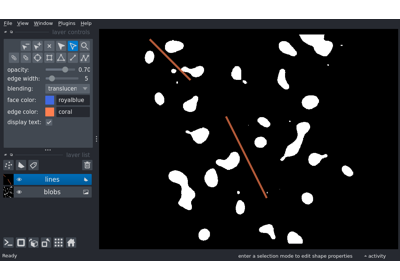 File View Window Plugins Help
layer controls
opacity: 0.70
edge width: 5
blending: translucen
face color: royalblue
edge color: coral
display text:
layer list
lines
blobs
Ready
enter a selection mode to edit shape properties
activity